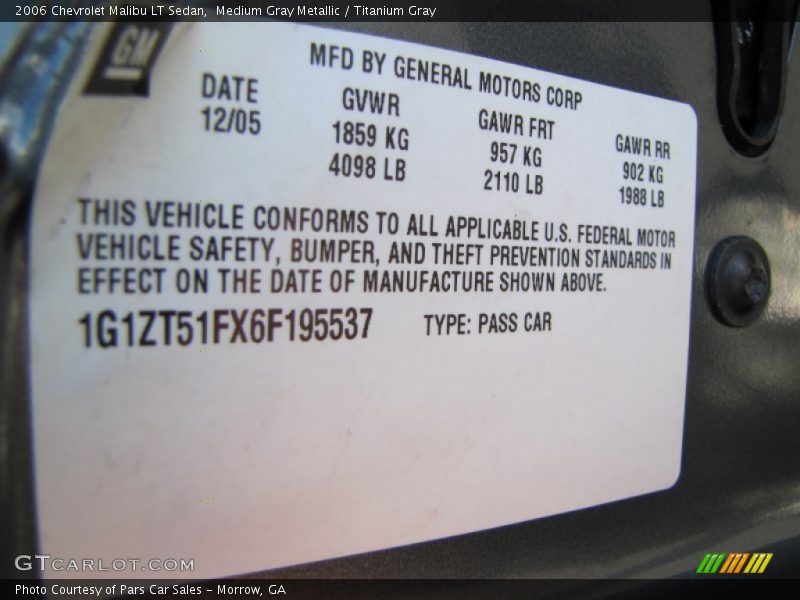 2006 Chevrolet Malibu LT Sedan,  Medium Gray Metallic / Titanium Gray
GM
MFD BY GENERAL MOTORS CORP
DATE GVWR GAWR FRT GAWR RR
12/05 1859 KG 957 KG 902 KG
4098 LB 2110 LB 1988 LB
THIS VEHICLE CONFORMS TO ALL APPLICABLE U.S. FEDERAL MOTOR
VEHICLE SAFETY, BUMPER, AND THEFT PREVENTION STANDARDS IN
EFFECT ON THE DATE OF MANUFACTURE SHOWN ABOVE.
1G1ZT51FX6F195537 TYPE: PASS CAR
GTCARLOT.COM
Photo Courtesy of Pars Car Sales – Morrow, GA